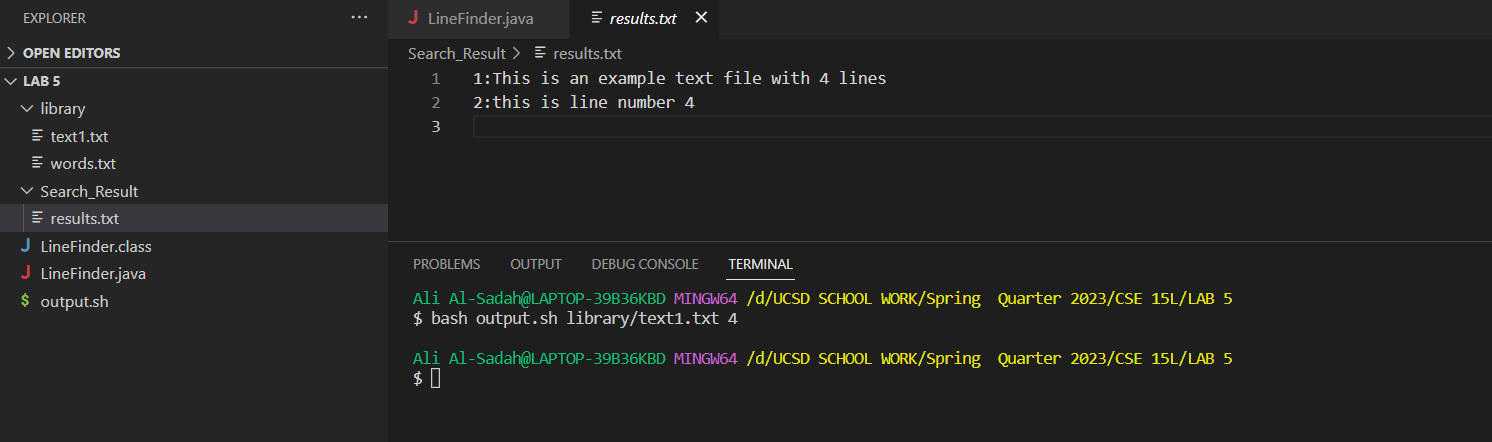 EXPLORER ...
OPEN EDITORS
LAB 5
library
text1.txt
words.txt
Search_Result
results.txt
LineFinder.class
LineFinder.java
$ output.sh
J LineFinder.java results.txt
Search_Result > results.txt
1 1:This is an example text file with 4 lines
2 2:this is line number 4
3
PROBLEMS OUTPUT DEBUG CONSOLE TERMINAL
Ali Al-Sadah@LAPTOP-39B36KBD MINGW64 /d/UCSD SCHOOL WORK/Spring  Quarter 2023/CSE 15L/LAB 5
$ bash output.sh library/text1.txt 4
Ali Al-Sadah@LAPTOP-39B36KBD MINGW64 /d/UCSD SCHOOL WORK/Spring  Quarter 2023/CSE 15L/LAB 5
$